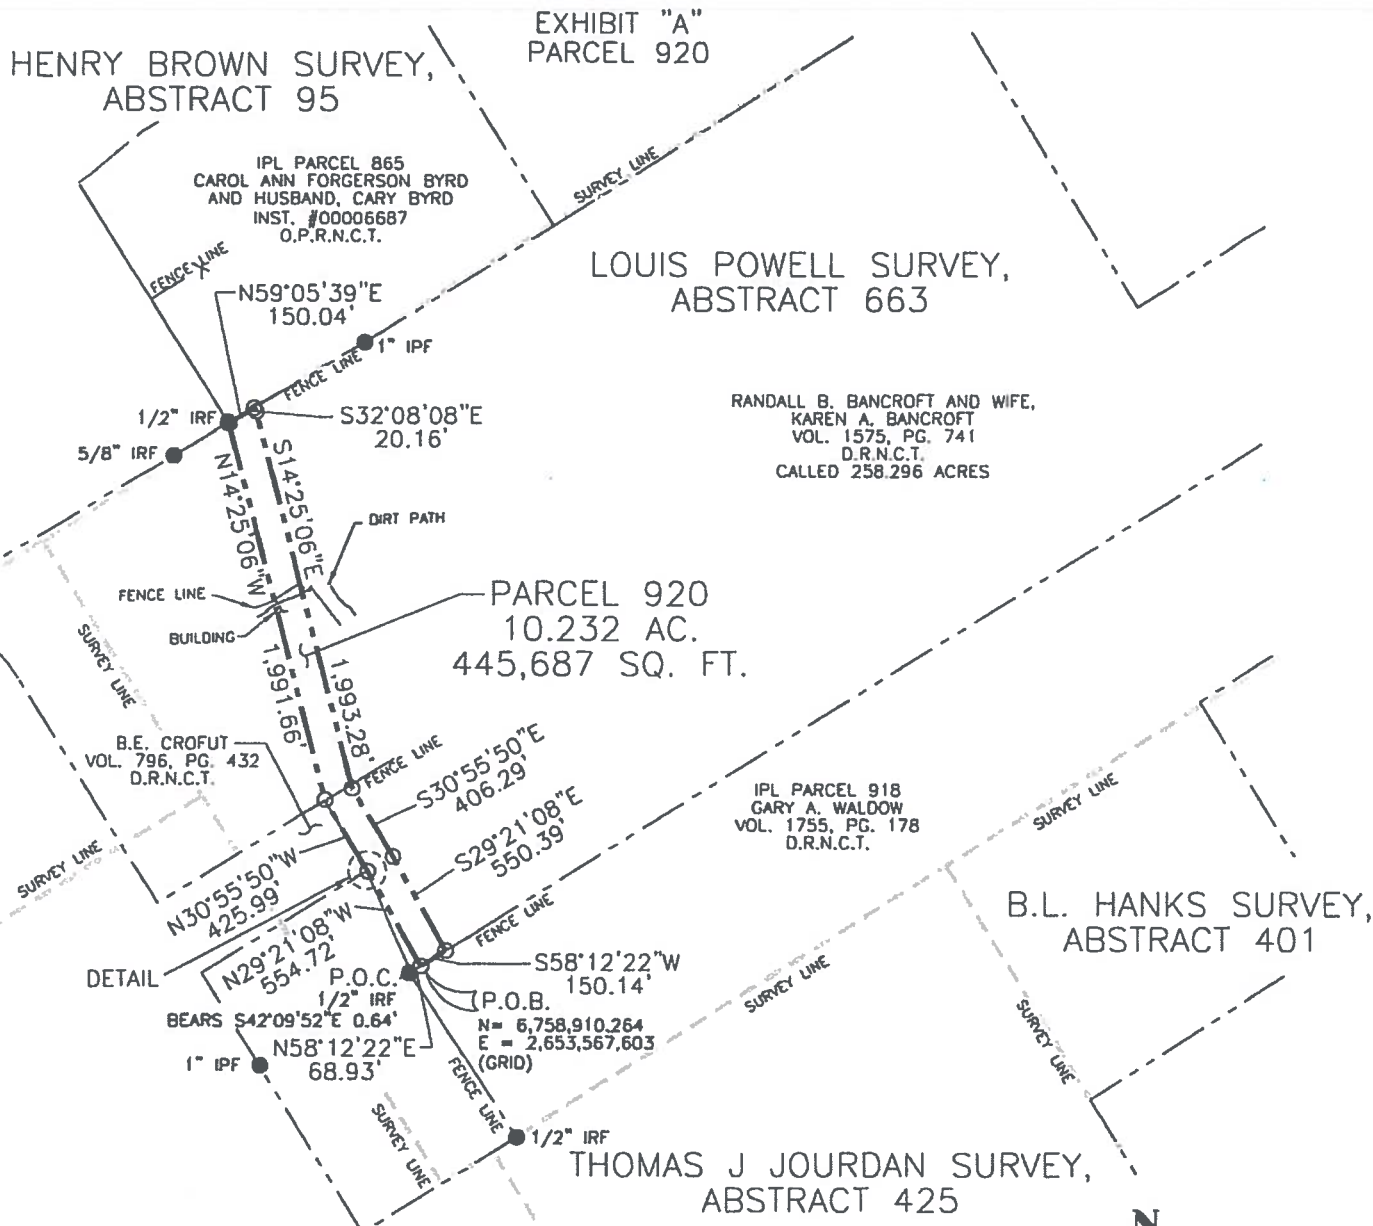 EXHIBIT "A"
PARCEL 920
HENRY BROWN SURVEY,
ABSTRACT 95
IPL PARCEL 865
CAROL ANN FORGERSON BYRD
AND HUSBAND, CARY BYRD
INST. #00006687
O.P.R.N.C.T.
SURVEY LINE
FENCE LINE
LOUIS POWELL SURVEY,
ABSTRACT 663
N59°05'39"E
150.04'
1" IPF
FENCE LINE
1/2" IRF
5/8" IRF
S32°08'08"E
20.16'
RANDALL B. BANCROFT AND WIFE,
KAREN A. BANCROFT
VOL. 1575, PG. 741
D.R.N.C.T.
CALLED 258.296 ACRES
N14°25'06"W
1,991.66'
S14°25'06"E
1,993.28'
DIRT PATH
FENCE LINE
BUILDING
PARCEL 920
10.232 AC.
445,687 SQ. FT.
SURVEY LINE
B.E. CROFUT
VOL. 796, PG. 432
D.R.N.C.T.
FENCE LINE
S30°55'50"E
406.29'
S29°21'08"E
550.39'
IPL PARCEL 918
GARY A. WALDOW
VOL. 1755, PG. 178
D.R.N.C.T.
SURVEY LINE
SURVEY LINE
N30°55'50"W
425.99'
N29°21'08"W
554.72'
DETAIL
FENCE LINE
B.L. HANKS SURVEY,
ABSTRACT 401
S58°12'22"W
150.14'
P.O.C.
1/2" IRF
BEARS S42°09'52"E 0.64'
P.O.B.
N= 6,758,910.264
E = 2,653,567,603
(GRID)
SURVEY LINE
SURVEY LINE
N58°12'22"E
68.93'
1" IPF
FENCE LINE
SURVEY LINE
1/2" IRF
THOMAS J JOURDAN SURVEY,
ABSTRACT 425
N